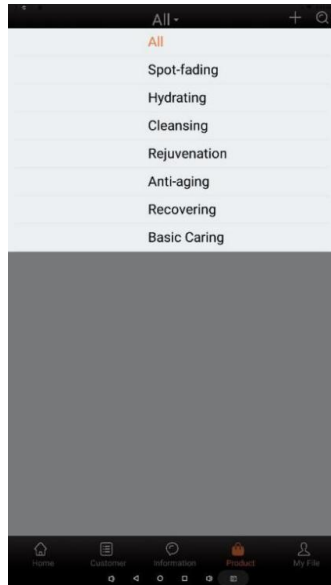 All
All
Spot-fading
Hydrating
Cleansing
Rejuvenation
Anti-aging
Recovering
Basic Caring
Home Customer Information Product My File